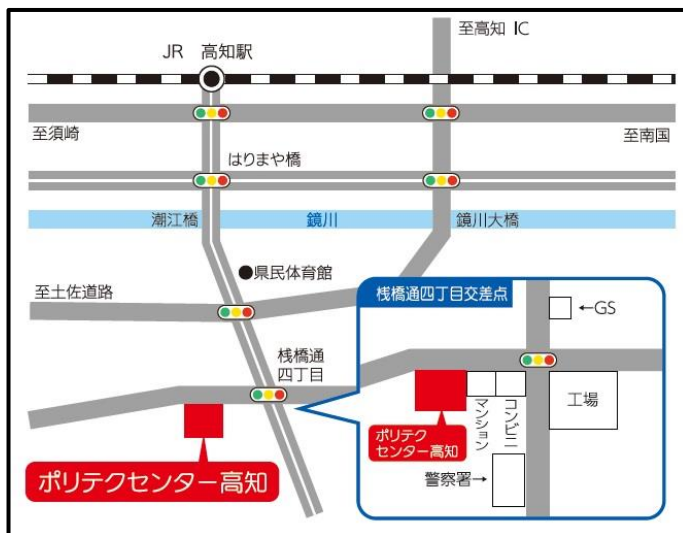 至高知 IC
JR 高知駅
至須崎
至南国
はりまや橋
潮江橋
鏡川
鏡川大橋
●県民体育館
至土佐道路
桟橋通四丁目交差点
←GS
桟橋通
四丁目
工場
マンション
コンビニ
ポリテク
センター高知
警察署→
ポリテクセンター高知